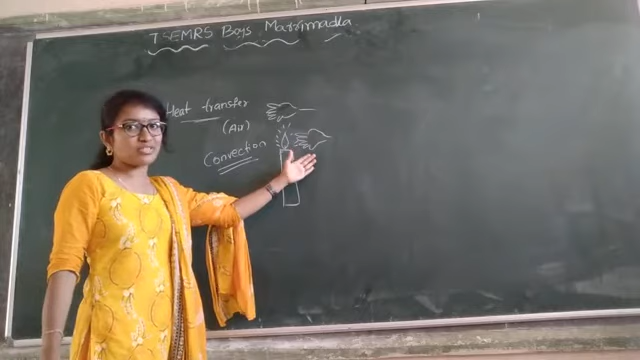 TSEMRS Boys Marrimadla
Heat transfer
(Air)
Convection